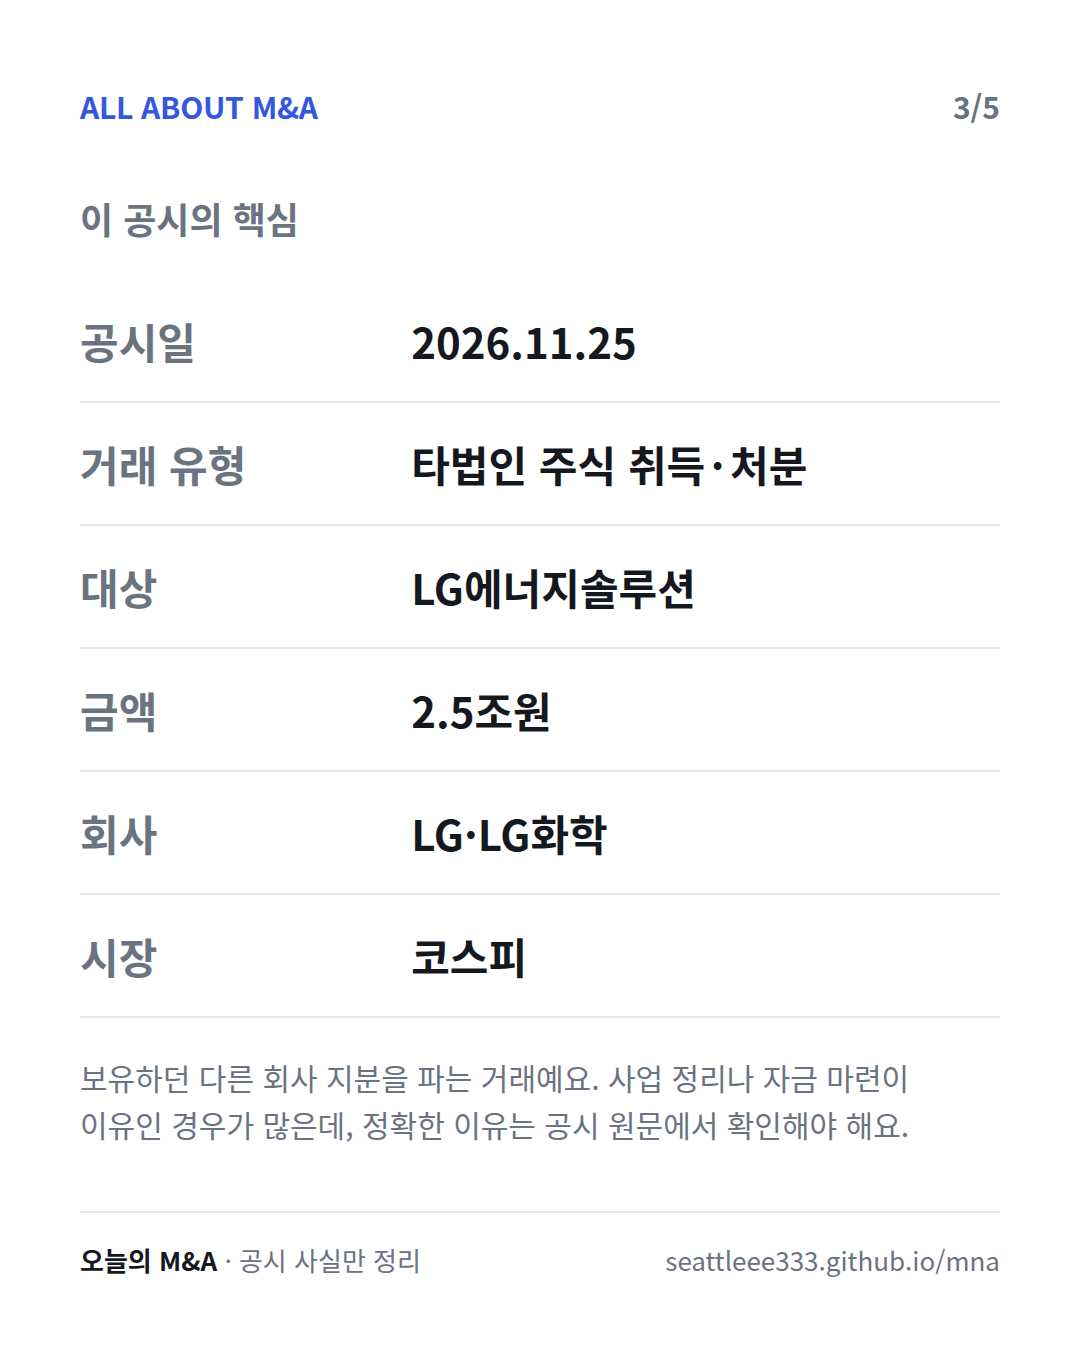 ALL ABOUT M&A
3/5
이 공시의 핵심
공시일 2026.11.25
거래 유형 타법인 주식 취득·처분
대상 LG에너지솔루션
금액 2.5조원
회사 LG·LG화학
시장 코스피
보유하던 다른 회사 지분을 파는 거래예요. 사업 정리나 자금 마련이
이유인 경우가 많은데, 정확한 이유는 공시 원문에서 확인해야 해요.
오늘의 M&A · 공시 사실만 정리
seattleee333.github.io/mna